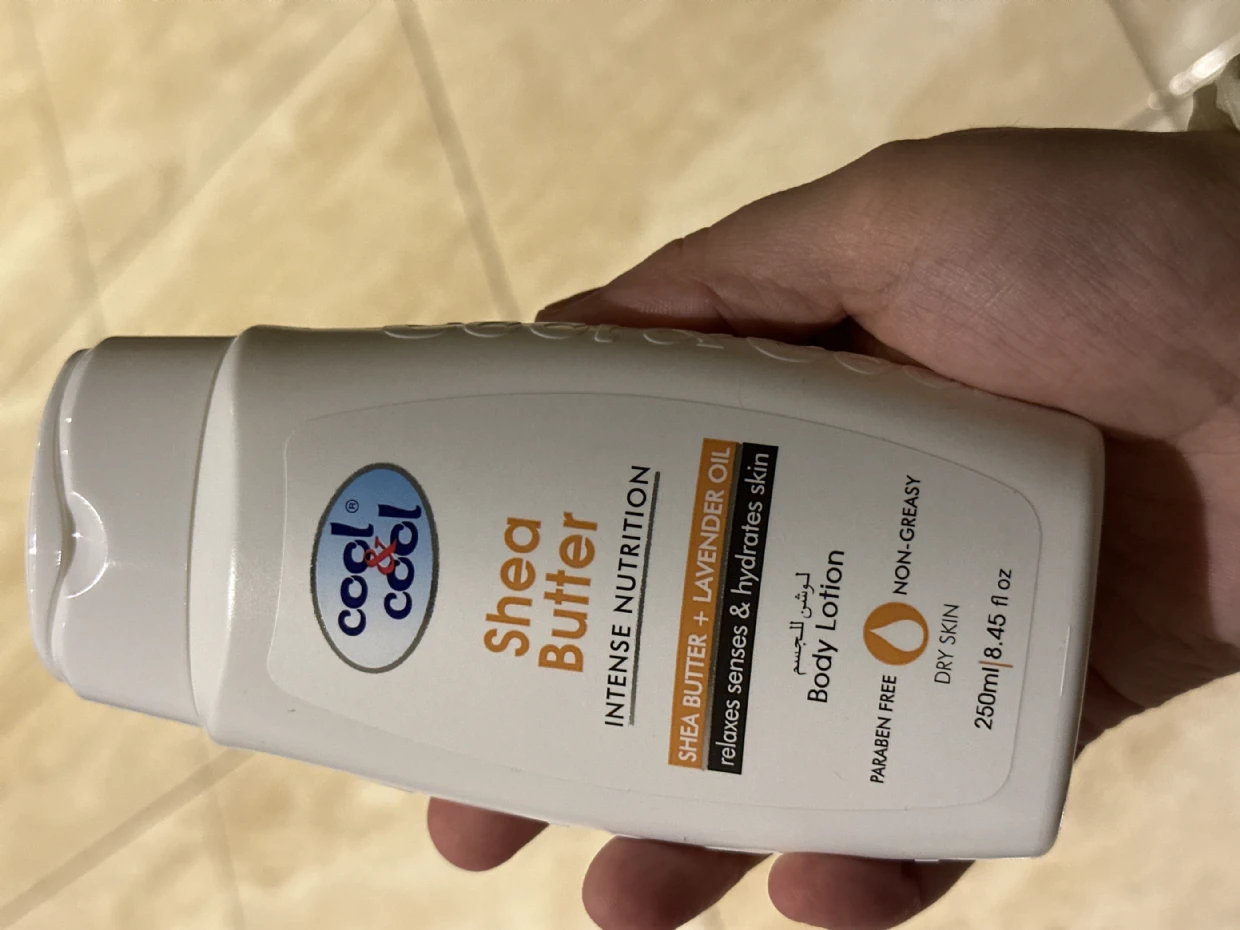 cool
&
cool®
Shea
Butter
INTENSE NUTRITION
SHEA BUTTER + LAVENDER OIL
relaxes senses & hydrates skin
لوشن للجسم
Body Lotion
PARABEN FREE NON-GREASY
DRY SKIN
250ml|8.45 fl oz